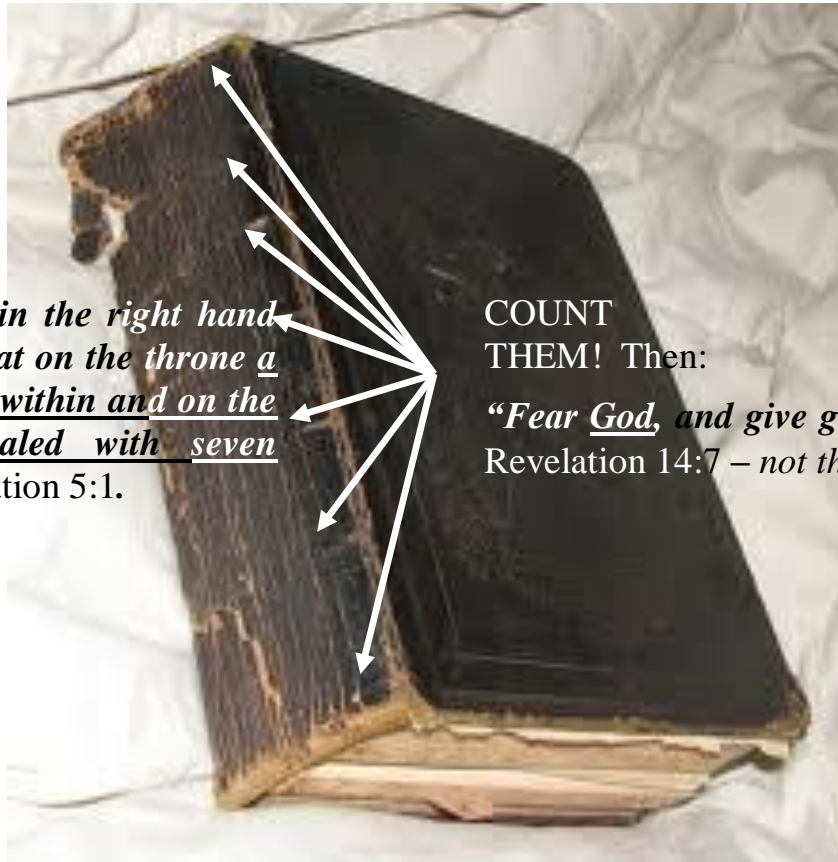 in the right hand
at on the throne a
within and on the
aled with seven
ation 5:1.
COUNT
THEM! Then:
“Fear God, and give g
Revelation 14:7 – not th